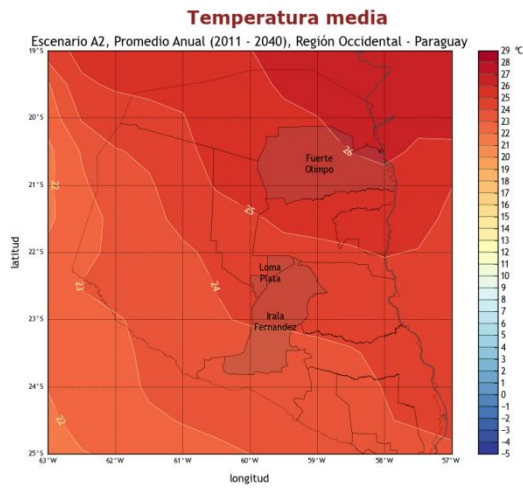 Temperatura media
Escenario A2, Promedio Anual (2011 - 2040), Región Occidental - Paraguay
19°S
20°S
21°S
22°S
23°S
24°S
25°S
latitud
63°W
62°W
61°W
60°W
59°W
58°W
57°W
longitud
22
23
24
25
26
22
Fuerte
Olimpo
Loma
Plata
Irala
Fernandez
29 °C
28
27
26
25
24
23
22
21
20
19
18
17
16
15
14
13
12
11
10
9
8
7
6
5
4
3
2
1
0
-1
-2
-3
-4
-5